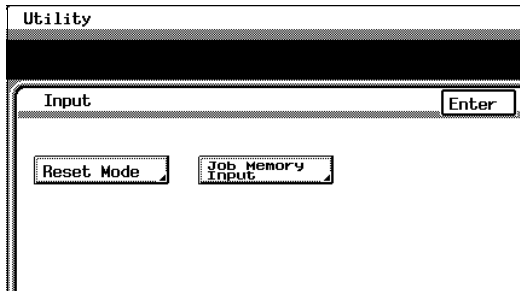 Utility
Input
Enter
Reset Mode
Job Memory
Input